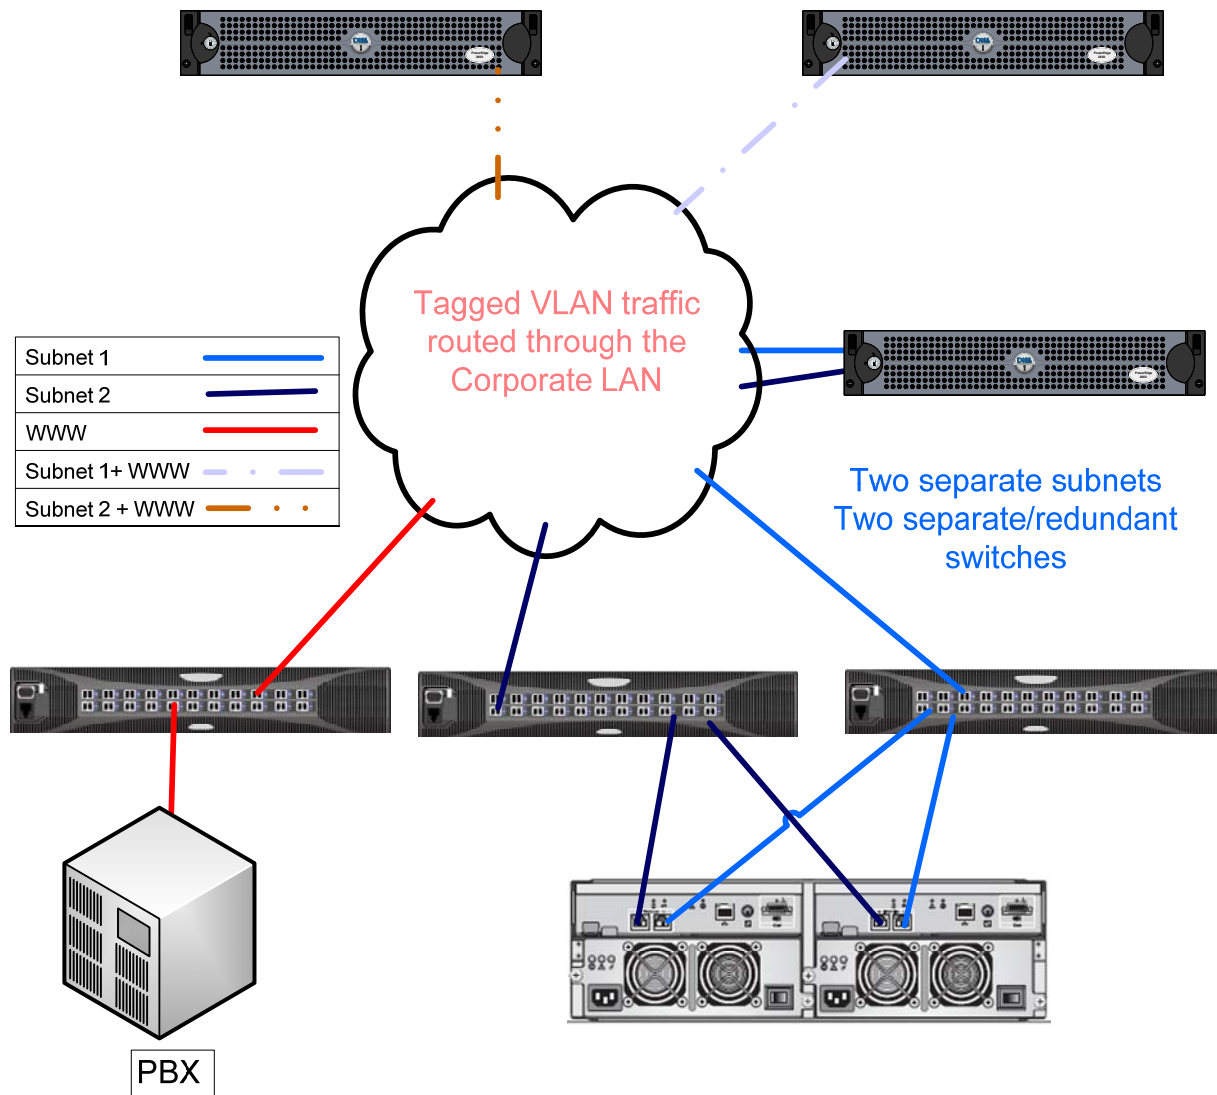 Tagged VLAN traffic
routed through the
Corporate LAN
Subnet 1
Subnet 2
WWW
Subnet 1+ WWW
Subnet 2 + WWW
Two separate subnets
Two separate/redundant
switches
PBX